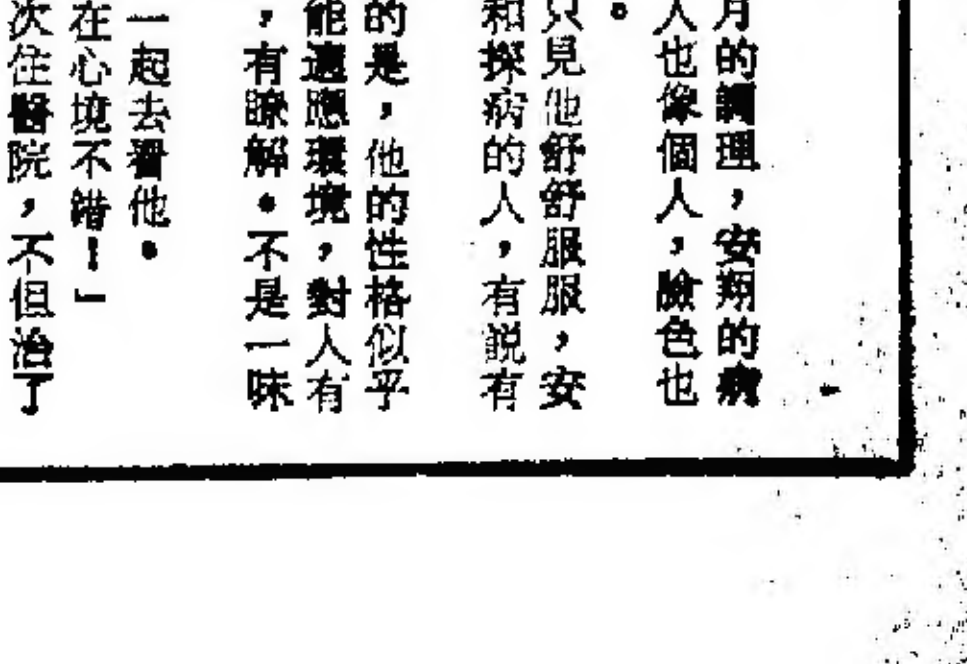 月的調理，安翔的病
人也像個人，臉色也
。
只見他舒舒服服，安
和探病的人，有説有
的是，他的性格似乎
能適應環境，對人有
，有瞭解。不是一味
一起去看他。
在心境不錯！」
次住醫院，不但治了